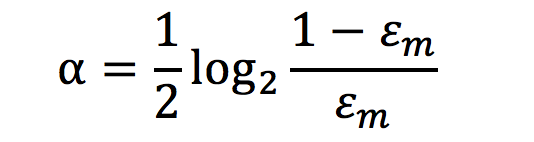 α = 1/2 log₂ (1 − εₘ)/εₘ